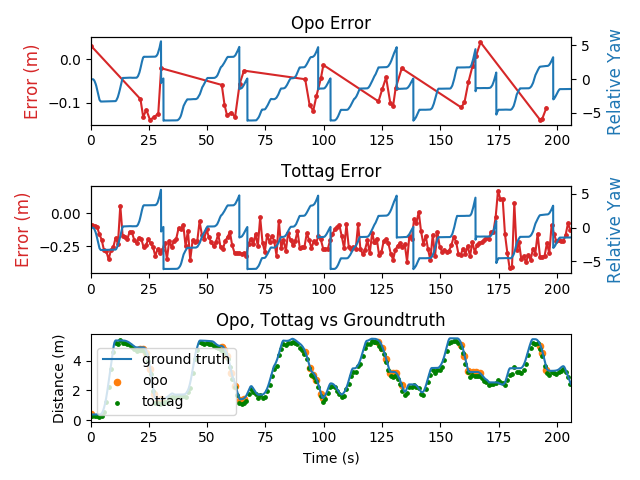 Opo Error
Error (m)
0.0
−0.1
5
0
−5
Relative Yaw
0 25 50 75 100 125 150 175 200
Tottag Error
Error (m)
0.00
−0.25
5
0
−5
Relative Yaw
0 25 50 75 100 125 150 175 200
Opo, Tottag vs Groundtruth
Distance (m)
4
2
0
ground truth
opo
tottag
0 25 50 75 100 125 150 175 200
Time (s)